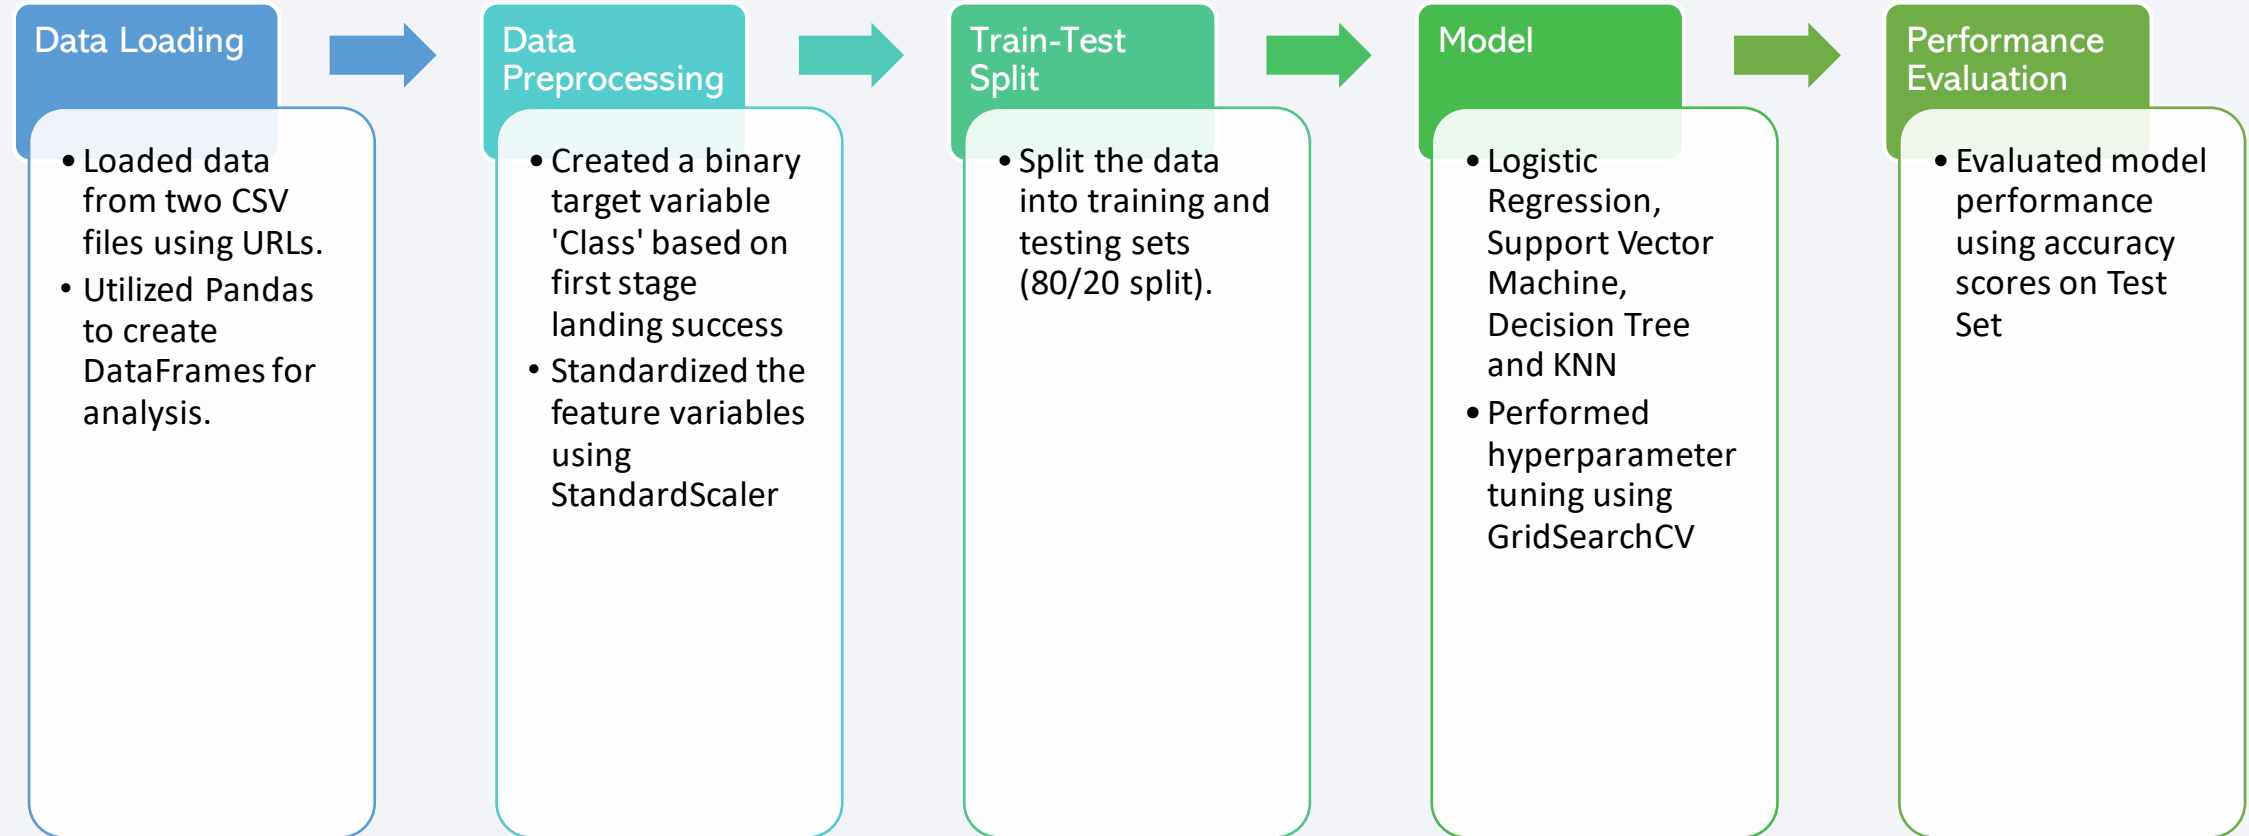 Data Loading
• Loaded data
from two CSV
files using URLs.
• Utilized Pandas
to create
DataFrames for
analysis.
Data
Preprocessing
• Created a binary
target variable
'Class' based on
first stage
landing success
• Standardized the
feature variables
using
StandardScaler
Train-Test
Split
• Split the data
into training and
testing sets
(80/20 split).
Model
• Logistic
Regression,
Support Vector
Machine,
Decision Tree
and KNN
• Performed
hyperparameter
tuning using
GridSearchCV
Performance
Evaluation
• Evaluated model
performance
using accuracy
scores on Test
Set